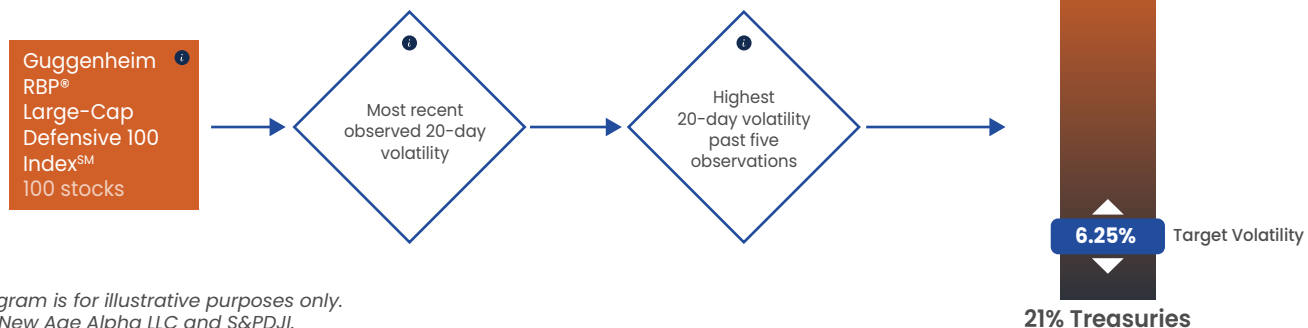 Guggenheim
RBP®
Large-Cap
Defensive 100
Index℠
100 stocks
Most recent
observed 20-day
volatility
Highest
20-day volatility
past five
observations
6.25%
Target Volatility
21% Treasuries
gram is for illustrative purposes only.
New Age Alpha LLC and S&PDJI.